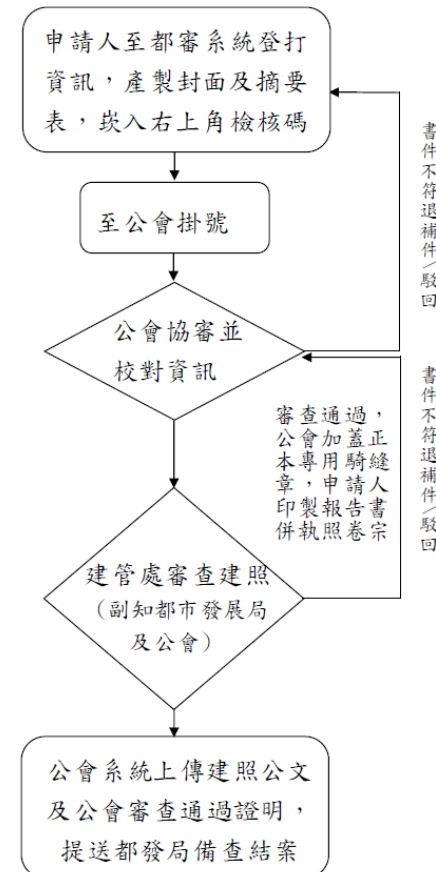 申請人至都審系統登打
資訊，產製封面及摘要
表，崁入右上角檢核碼
至公會掛號
公會協審並
校對資訊
書件不符退補件／駁回
審查通過，
公會加蓋正
本專用騎縫
章，申請人
印製報告書
併執照卷宗
書件不符退補件／駁回
建管處審查建照
（副知都市發展局
及公會）
公會系統上傳建照公文
及公會審查通過證明，
提送都發局備查結案